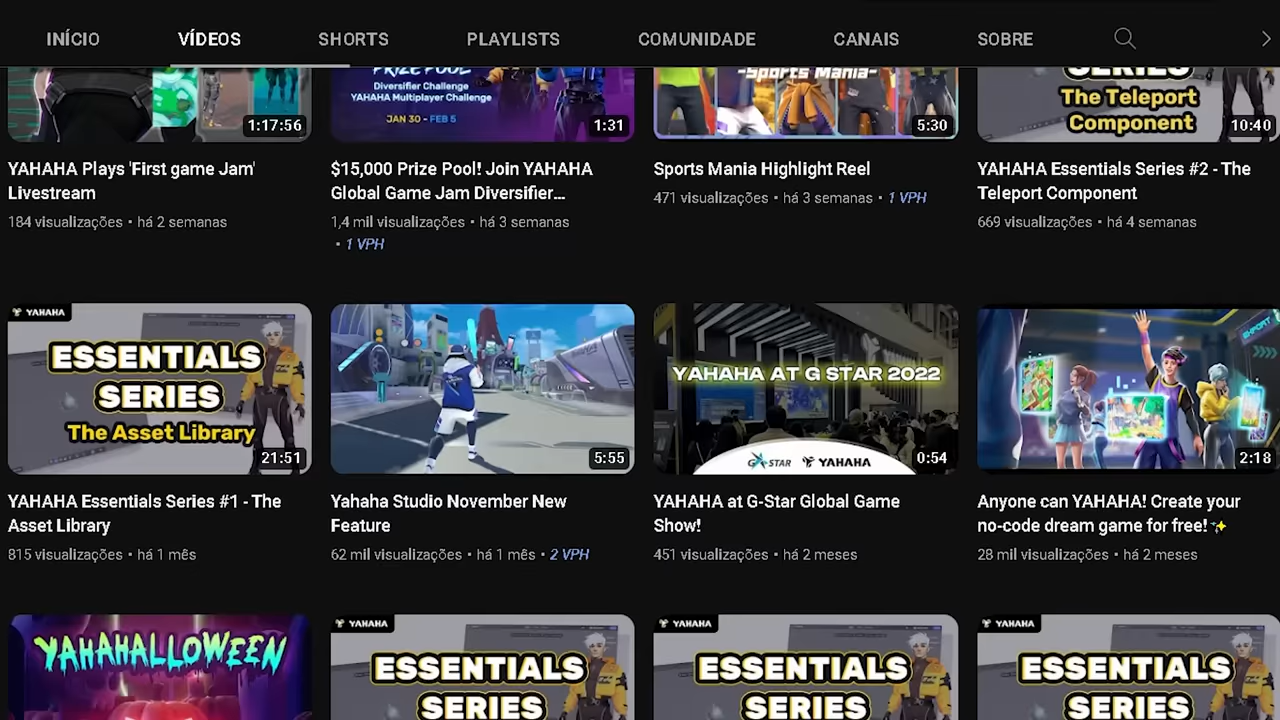 INÍCIO
VÍDEOS
SHORTS
PLAYLISTS
COMUNIDADE
CANAIS
SOBRE
PRIZE POOL
Diversifier Challenge
YAHAHA Multiplayer Challenge
JAN 30 - FEB 5
-Sports Mania-
SERIES
The Teleport
Component
1:17:56
1:31
5:30
10:40
YAHAHA Plays 'First game Jam'
Livestream
184 visualizações • há 2 semanas
$15,000 Prize Pool! Join YAHAHA
Global Game Jam Diversifier...
1,4 mil visualizações • há 3 semanas
• 1 VPH
Sports Mania Highlight Reel
471 visualizações • há 3 semanas • 1 VPH
YAHAHA Essentials Series #2 - The
Teleport Component
669 visualizações • há 4 semanas
YAHAHA
ESSENTIALS
SERIES
The Asset Library
21:51
5:55
YAHAHA AT G STAR 2022
G-STAR YAHAHA
0:54
2:18
YAHAHA Essentials Series #1 - The
Asset Library
815 visualizações • há 1 mês
Yahaha Studio November New
Feature
62 mil visualizações • há 1 mês • 2 VPH
YAHAHA at G-Star Global Game
Show!
451 visualizações • há 2 meses
Anyone can YAHAHA! Create your
no-code dream game for free!✨
28 mil visualizações • há 2 meses
YAHAHALLOWEEN
YAHAHA
ESSENTIALS
SERIES
YAHAHA
ESSENTIALS
SERIES
YAHAHA
ESSENTIALS
SERIES